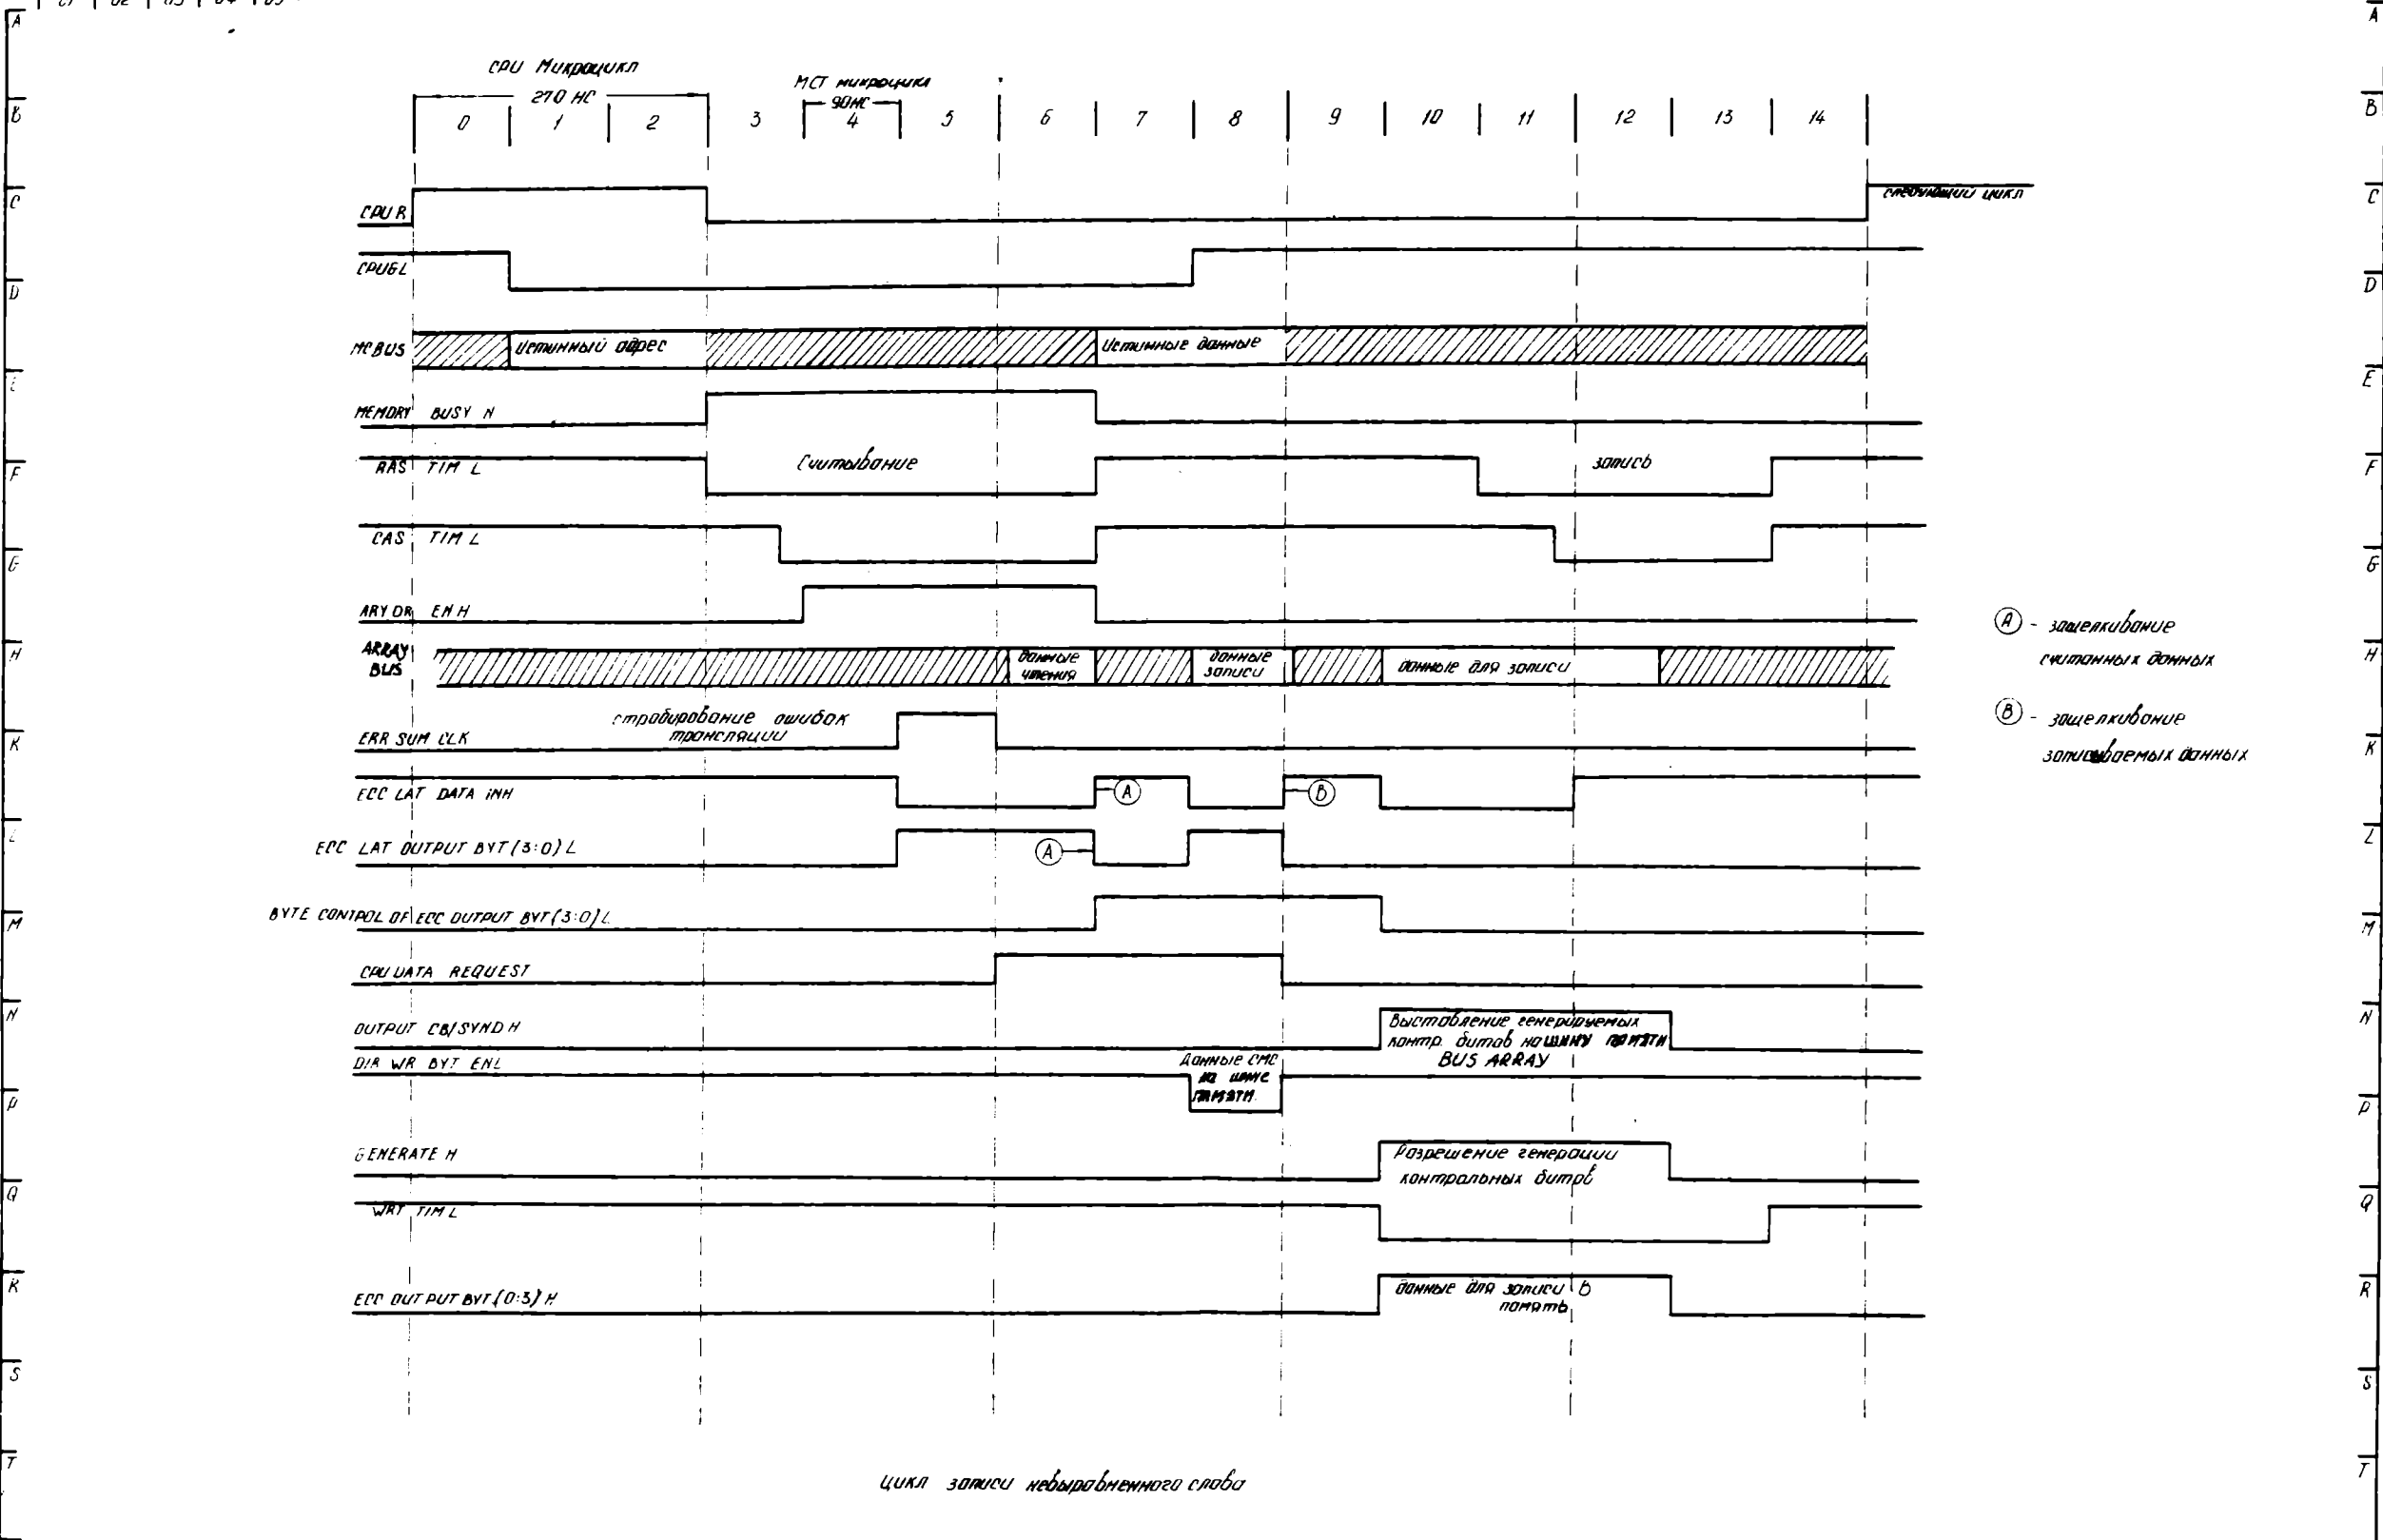 CPU Микроцикл
270 НС
МСТ микроцикл
90НС
0 1 2 3 4 5 6 7 8 9 10 11 12 13 14
CPU R
следующий цикл
CPUGL
MCBUS
Истинный адрес
Истинные данные
MEMORY BUSY H
RAS TIM L
Считывание
запись
CAS TIM L
ARY DR EN H
ARRAY BUS
данные чтения
данные записи
данные для записи
A - защелкивание
считанных данных
B - защелкивание
записываемых данных
ERR SUM CLK
стробирование ошибок
трансляции
ECC LAT DATA INH
A
B
ECC LAT OUTPUT BYT (3:0) L
A
BYTE CONTROL OF ECC OUTPUT BYT (3:0) L
CPU DATA REQUEST
OUTPUT CB/SYND H
Выставление генерируемых
контр. битов на шину памяти
BUS ARRAY
DIR WR BYT ENL
Данные СМС
на шине
памяти
GENERATE H
Разрешение генерации
контрольных битов
WRT TIM L
ECC OUTPUT BYT (0:3) H
данные для записи в
память
Цикл записи невыравненного слова
A
B
C
D
E
F
G
H
K
L
M
N
P
Q
R
S
T
A
B
C
D
E
F
G
H
K
L
M
N
P
Q
R
S
T